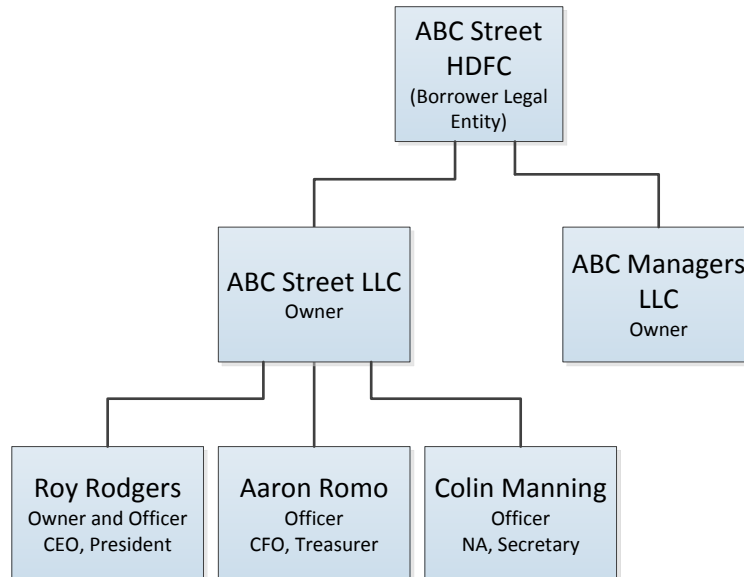 ABC Street
HDFC
(Borrower Legal
Entity)
ABC Street LLC
Owner
ABC Managers
LLC
Owner
Roy Rodgers
Owner and Officer
CEO, President
Aaron Romo
Officer
CFO, Treasurer
Colin Manning
Officer
NA, Secretary